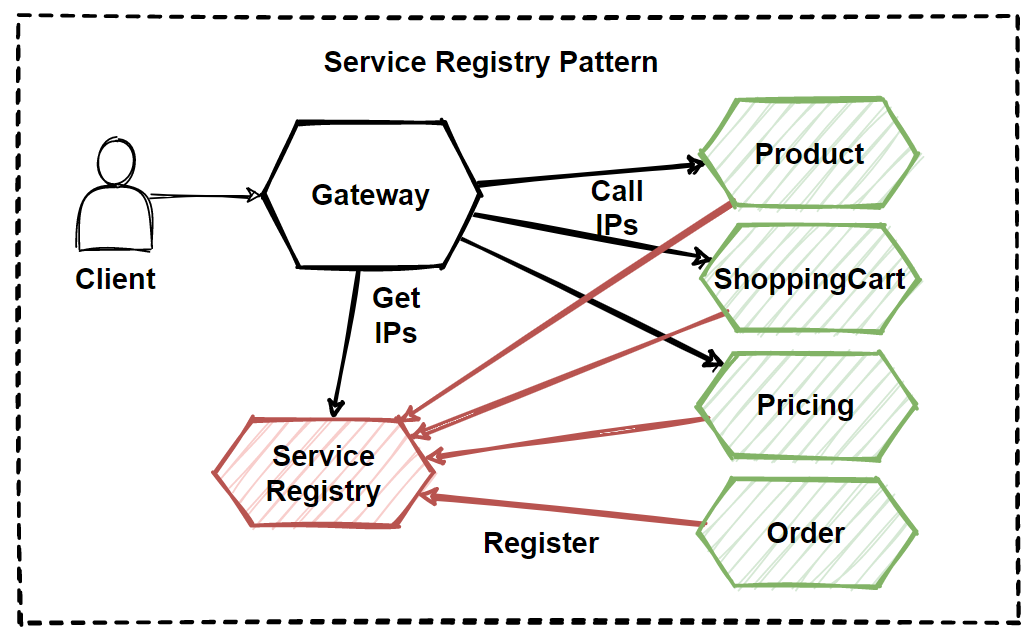 Service Registry Pattern
Product
Gateway
Call
IPs
Client
ShoppingCart
Get
IPs
Pricing
Service
Registry
Register
Order